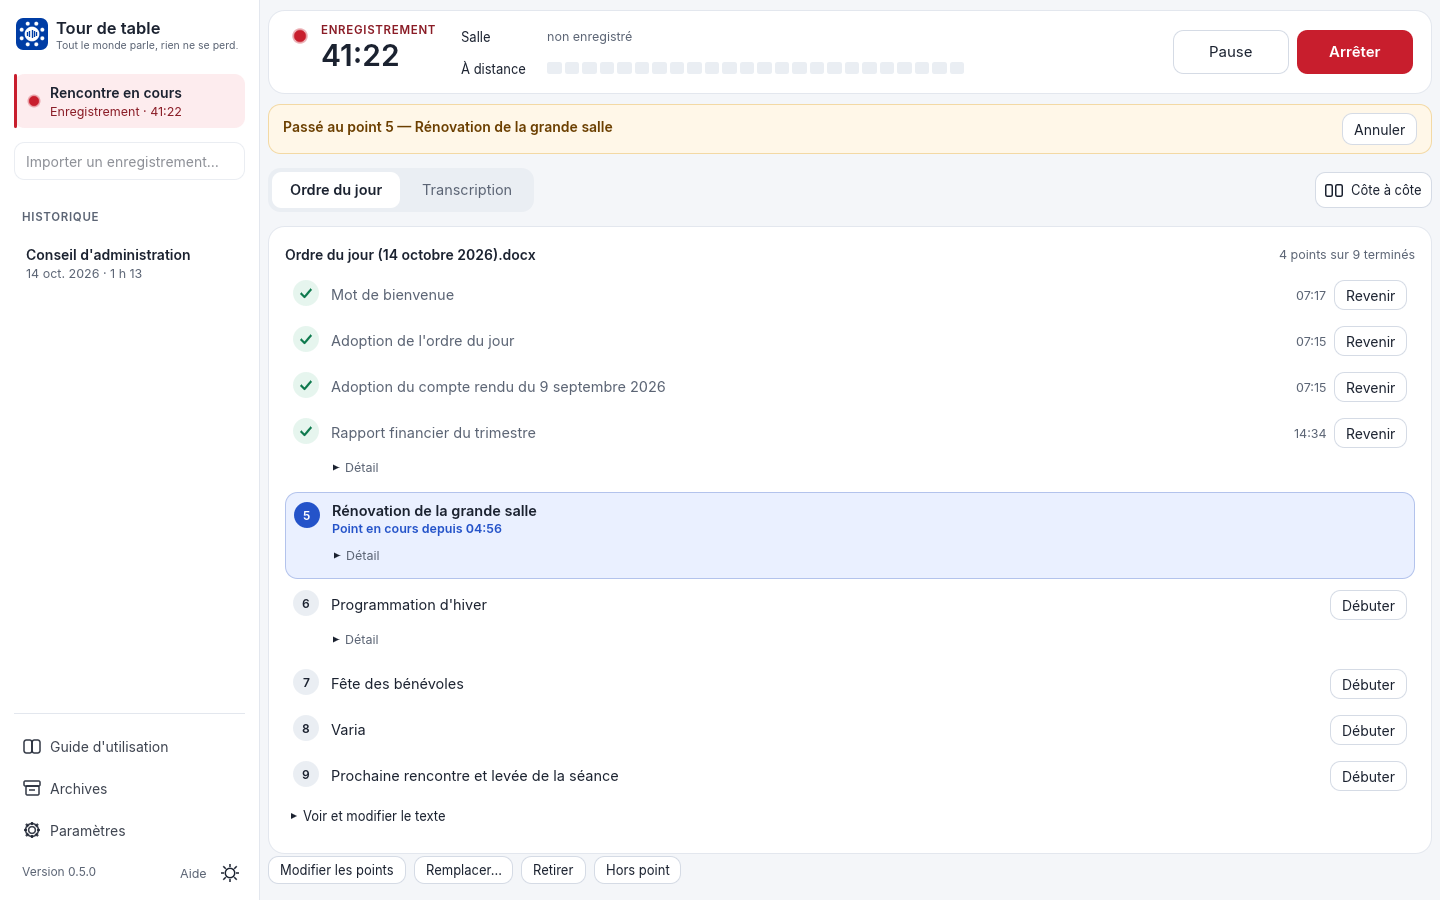 Tour de table
Tout le monde parle, rien ne se perd.
Rencontre en cours
Enregistrement · 41:22
Importer un enregistrement...
HISTORIQUE
Conseil d'administration
14 oct. 2026 · 1 h 13
Guide d'utilisation
Archives
Paramètres
Version 0.5.0
Aide
ENREGISTREMENT
41:22
Salle
non enregistré
À distance
Pause
Arrêter
Passé au point 5 — Rénovation de la grande salle
Annuler
Ordre du jour
Transcription
Côte à côte
Ordre du jour (14 octobre 2026).docx
4 points sur 9 terminés
Mot de bienvenue
07:17
Revenir
Adoption de l'ordre du jour
07:15
Revenir
Adoption du compte rendu du 9 septembre 2026
07:15
Revenir
Rapport financier du trimestre
14:34
Revenir
Détail
5
Rénovation de la grande salle
Point en cours depuis 04:56
Détail
6
Programmation d'hiver
Débuter
Détail
7
Fête des bénévoles
Débuter
8
Varia
Débuter
9
Prochaine rencontre et levée de la séance
Débuter
Voir et modifier le texte
Modifier les points
Remplacer...
Retirer
Hors point